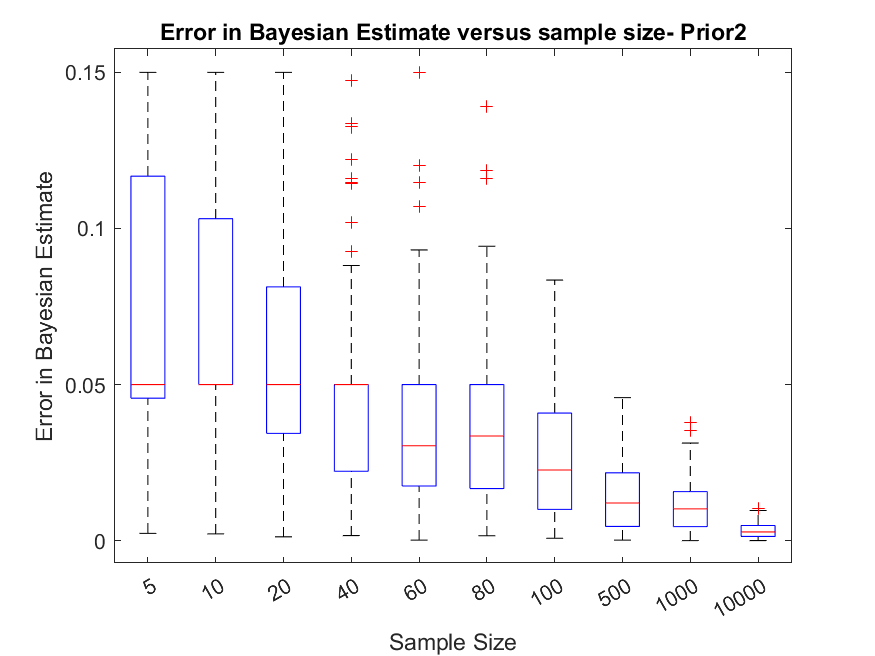 Error in Bayesian Estimate versus sample size- Prior2
Error in Bayesian Estimate
0.15
0.1
0.05
0
5 10 20 40 60 80 100 500 1000 10000
Sample Size